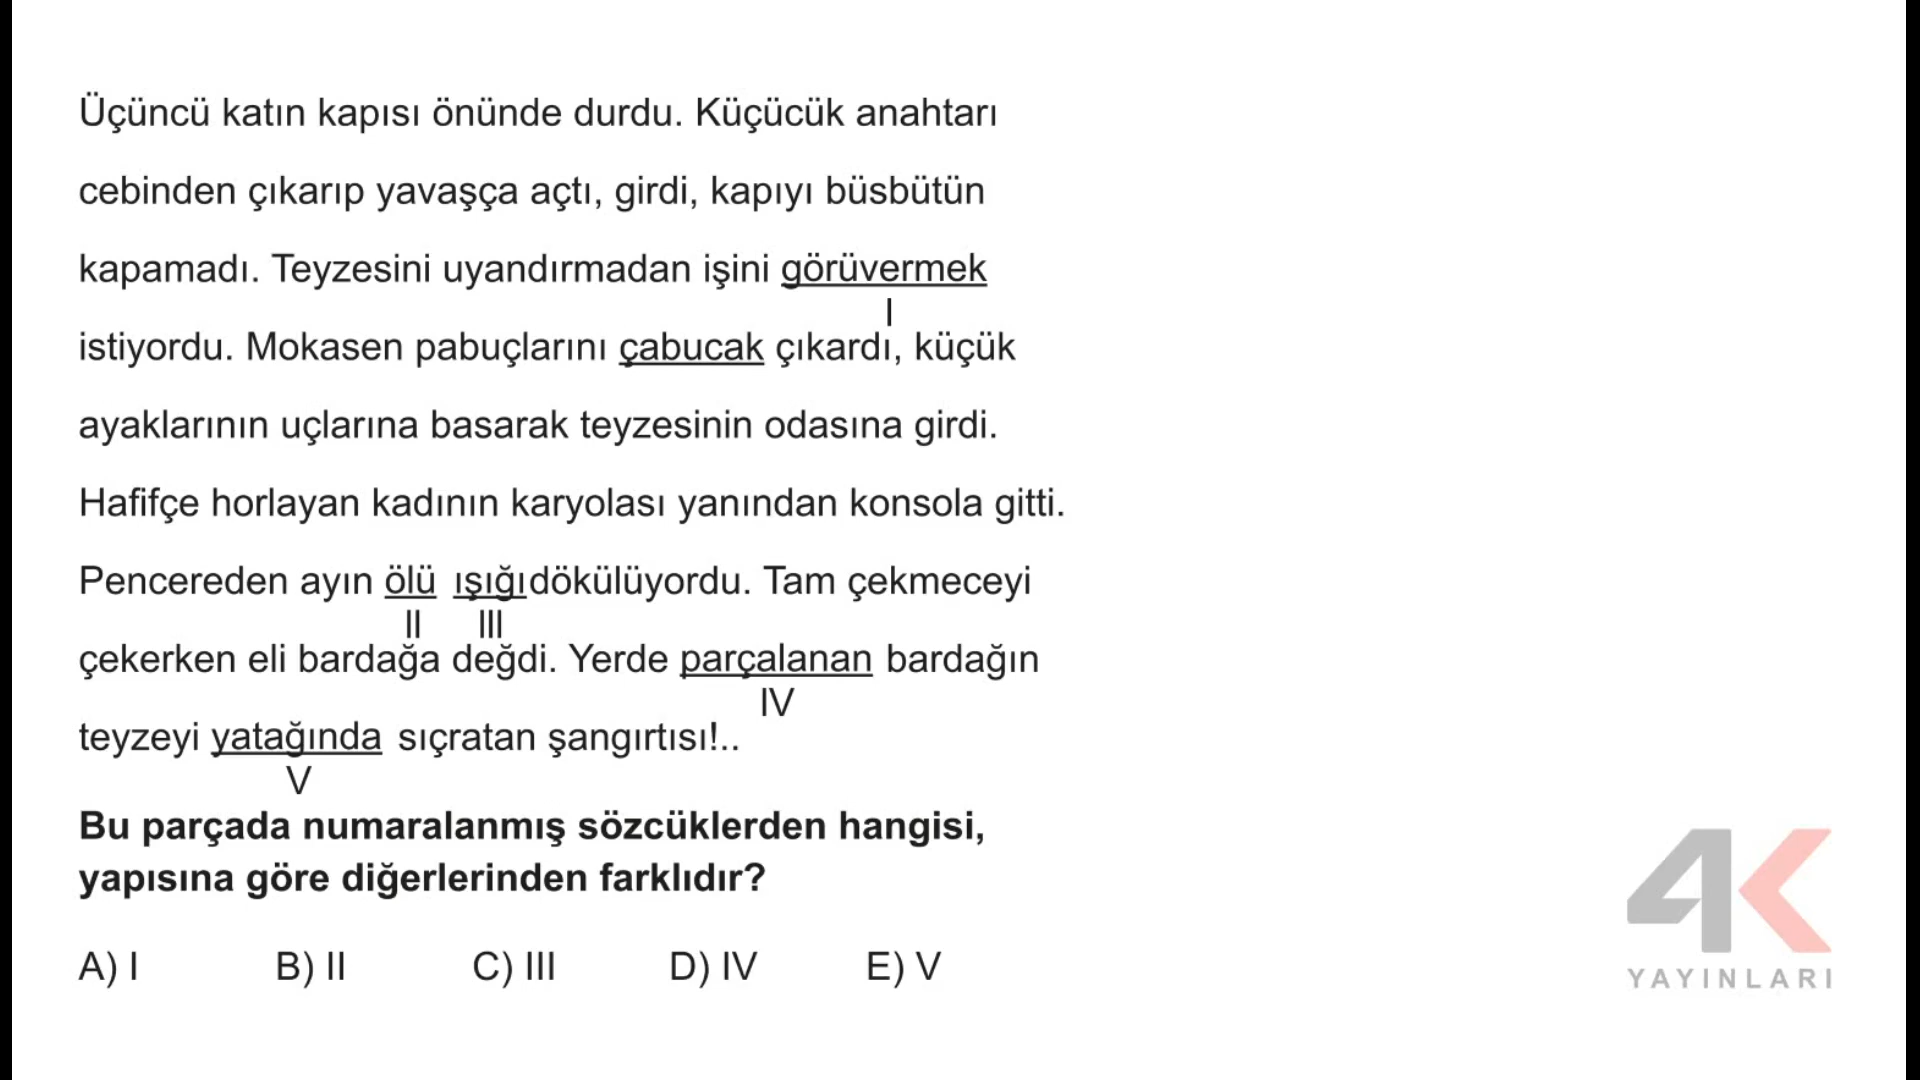 Üçüncü katın kapısı önünde durdu. Küçücük anahtarı
cebinden çıkarıp yavaşça açtı, girdi, kapıyı büsbütün
kapamadı. Teyzesini uyandırmadan işini görüvermek
I
istiyordu. Mokasen pabuçlarını çabucak çıkardı, küçük
ayaklarının uçlarına basarak teyzesinin odasına girdi.
Hafifçe horlayan kadının karyolası yanından konsola gitti.
Pencereden ayın ölü ışığıdökülüyordu. Tam çekmeceyi
II III
çekerken eli bardağa değdi. Yerde parçalanan bardağın
IV
teyzeyi yatağında sıçratan şangırtısı!..
V
Bu parçada numaralanmış sözcüklerden hangisi,
yapısına göre diğerlerinden farklıdır?
A) I B) II C) III D) IV E) V
4K
YAYINLARI